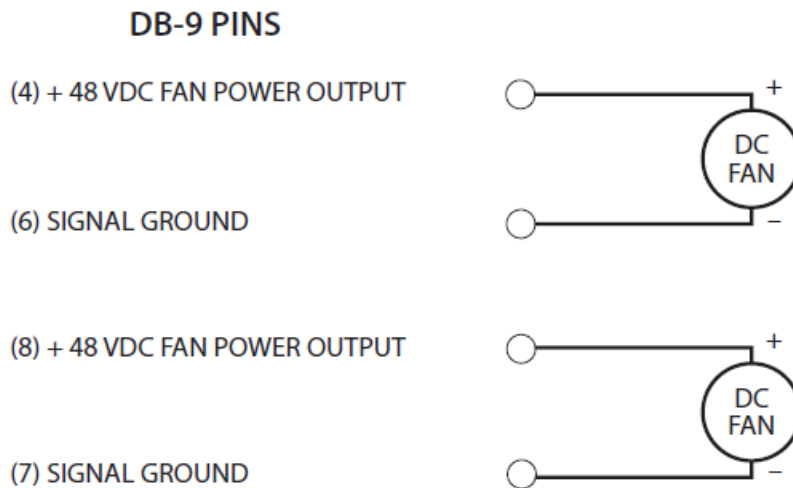 DB-9 PINS
(4) + 48 VDC FAN POWER OUTPUT
+
DC
FAN
(6) SIGNAL GROUND
–
(8) + 48 VDC FAN POWER OUTPUT
+
DC
FAN
(7) SIGNAL GROUND
–